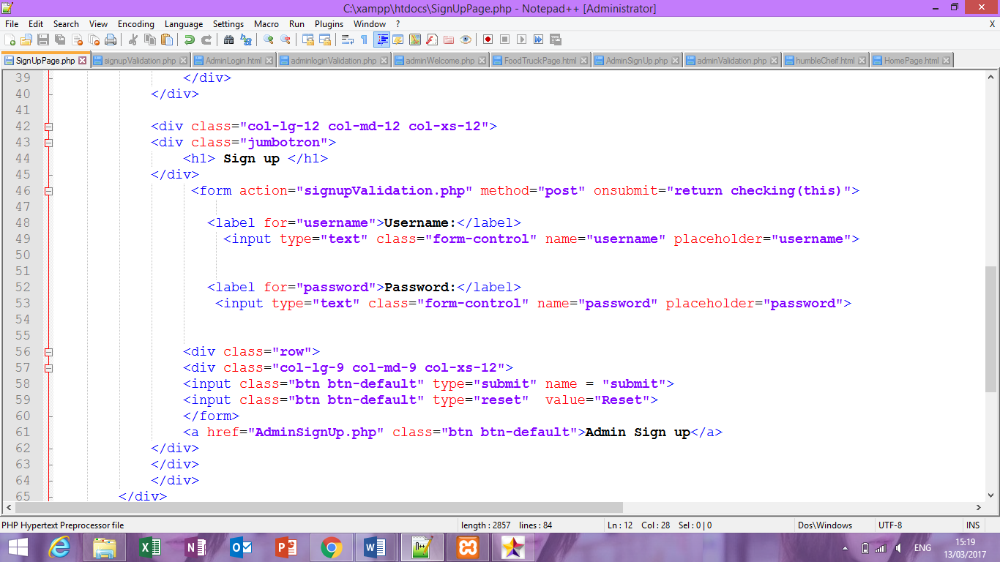 C:\xampp\htdocs\SignUpPage.php - Notepad++ [Administrator]
File Edit Search View Encoding Language Settings Macro Run Plugins Window ? X
SignUpPage.php signupValidation.php AdminLogin.html adminloginValidation.php adminWelcome.php FoodTruckPage.html AdminSignUp.php adminValidation.php humbleCheif.html HomePage.html
39 </div>
40 </div>
41
42 <div class="col-lg-12 col-md-12 col-xs-12">
43 <div class="jumbotron">
44 <h1> Sign up </h1>
45 </div>
46 <form action="signupValidation.php" method="post" onsubmit="return checking(this)">
47
48 <label for="username">Username:</label>
49 <input type="text" class="form-control" name="username" placeholder="username">
50
51
52 <label for="password">Password:</label>
53 <input type="text" class="form-control" name="password" placeholder="password">
54
55
56 <div class="row">
57 <div class="col-lg-9 col-md-9 col-xs-12">
58 <input class="btn btn-default" type="submit" name = "submit">
59 <input class="btn btn-default" type="reset"  value="Reset">
60 </form>
61 <a href="AdminSignUp.php" class="btn btn-default">Admin Sign up</a>
62 </div>
63 </div>
64 </div>
65 </div>
PHP Hypertext Preprocessor file length : 2857 lines : 84 Ln : 12 Col : 28 Sel : 0 | 0 Dos\Windows UTF-8 INS
ENG 15:19
13/03/2017